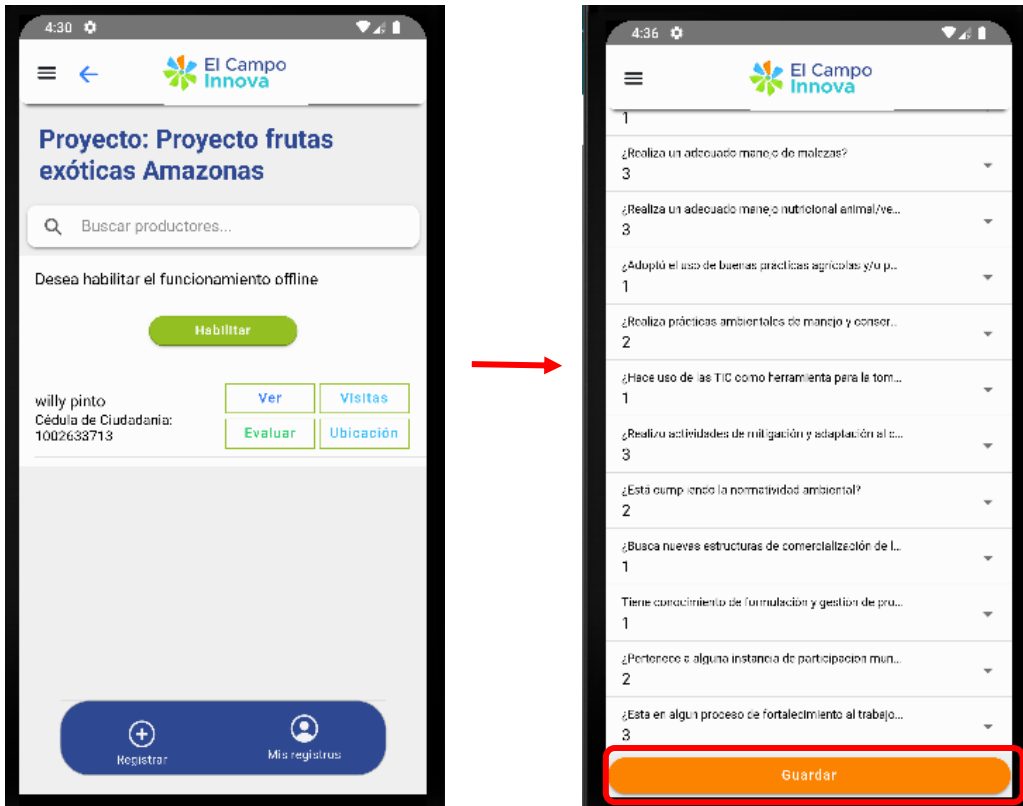 4:30
El Campo
Innova
Proyecto: Proyecto frutas
exóticas Amazonas
Buscar productores...
Desea habilitar el funcionamiento offline
Habilitar
willy pinto
Cédula de Ciudadania:
1002633713
Ver
Visitas
Evaluar
Ubicación
Registrar
Mis registros
4:36
El Campo
Innova
1
¿Realiza un adecuado manejo de malezas?
3
¿Realiza un adecuado manejo nutricional animal/ve...
3
¿Adoptó el uso de buenas practicas agrícolas y/o p...
1
¿Realiza prácticas ambientales de manejo y conser...
2
¿Hace uso de las TIC como herramienta para la tom...
1
¿Realiza actividades de mitigación y adaptación al c...
3
¿Está cumpliendo la normatividad ambiental?
2
¿Busca nuevas estructuras de comercialización de l...
1
Tiene conocimiento de formulación y gestion de pro...
1
¿Pertenece a alguna instancia de participacion mun...
2
¿Esta en algun proceso de fortalecimiento al trabajo...
3
Guardar